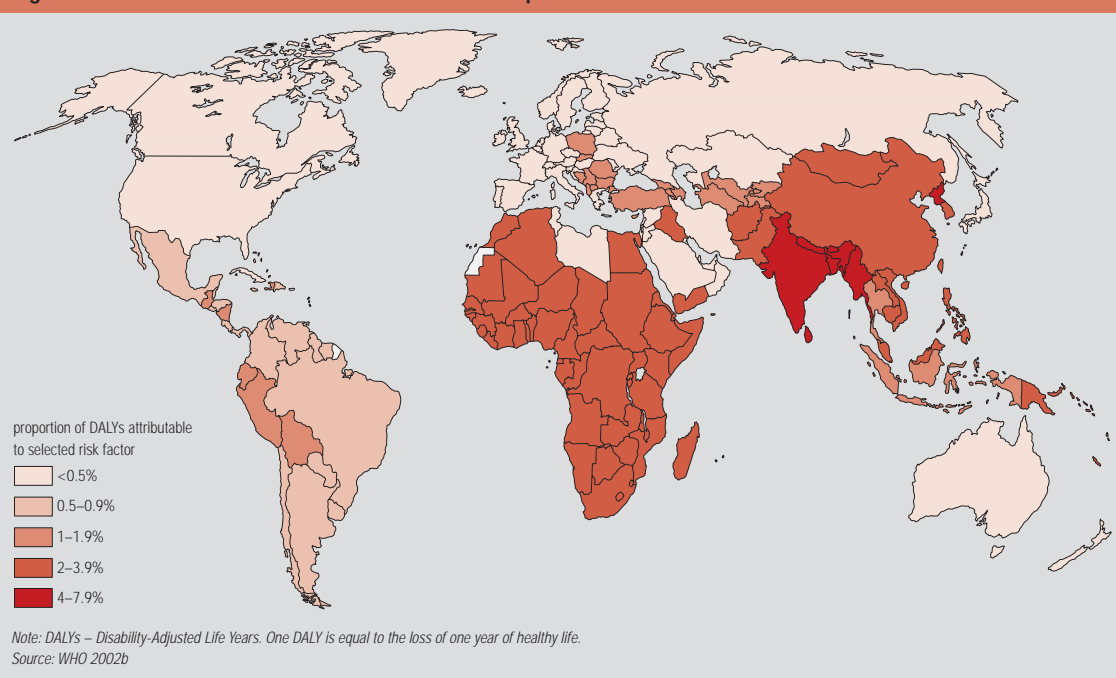 proportion of DALYs attributable
to selected risk factor
<0.5%
0.5–0.9%
1–1.9%
2–3.9%
4–7.9%
Note: DALYs – Disability-Adjusted Life Years. One DALY is equal to the loss of one year of healthy life.
Source: WHO 2002b